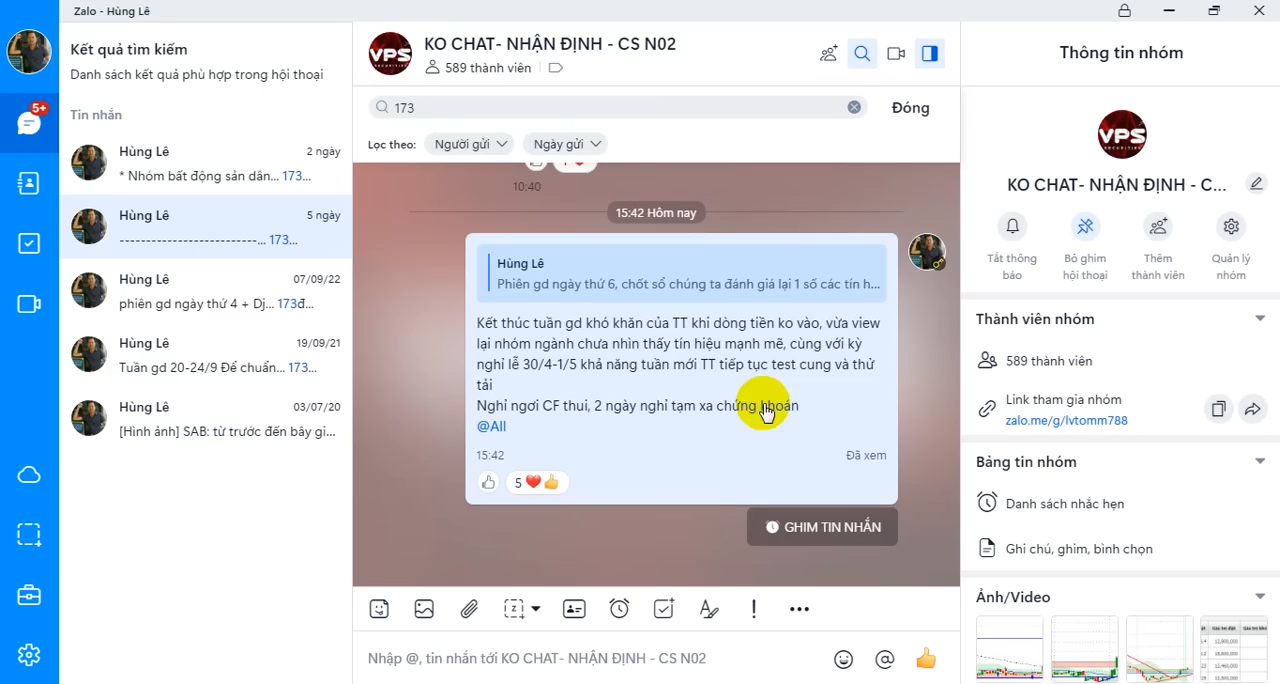 Zalo - Hùng Lê
5+
Kết quả tìm kiếm
Danh sách kết quả phù hợp trong hội thoại
Tin nhắn
Hùng Lê
2 ngày
* Nhóm bất động sản dân... 173...
Hùng Lê
5 ngày
--------------------------... 173...
Hùng Lê
07/09/22
phiên gd ngày thứ 4 + Dj... 173đ...
Hùng Lê
19/09/21
Tuần gd 20-24/9 Để chuẩn... 173...
Hùng Lê
03/07/20
[Hình ảnh] SAB: từ trước đến bây gi...
VPS
SECURITIES
KO CHAT- NHẬN ĐỊNH - CS N02
589 thành viên
173
Đóng
Lọc theo:
Người gửi
Ngày gửi
10:40
15:42 Hôm nay
Hùng Lê
Phiên gd ngày thứ 6, chốt sổ chúng ta đánh giá lại 1 số các tín h...
Kết thúc tuần gd khó khăn của TT khi dòng tiền ko vào, vừa view
lại nhóm ngành chưa nhìn thấy tín hiệu mạnh mẽ, cùng với kỳ
nghỉ lễ 30/4-1/5 khả năng tuần mới TT tiếp tục test cung và thử
tải
Nghỉ ngơi CF thui, 2 ngày nghỉ tạm xa chứng khoán
@All
15:42
Đã xem
5
GHIM TIN NHẮN
Nhập @, tin nhắn tới KO CHAT- NHẬN ĐỊNH - CS N02
Thông tin nhóm
VPS
SECURITIES
KO CHAT- NHẬN ĐỊNH - C...
Tắt thông
báo
Bỏ ghim
hội thoại
Thêm
thành viên
Quản lý
nhóm
Thành viên nhóm
589 thành viên
Link tham gia nhóm
zalo.me/g/lvtomm788
Bảng tin nhóm
Danh sách nhắc hẹn
Ghi chú, ghim, bình chọn
Ảnh/Video